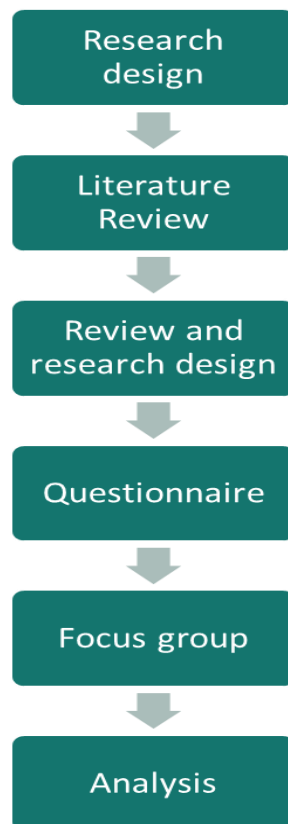 Research
design
Literature
Review
Review and
research design
Questionnaire
Focus group
Analysis